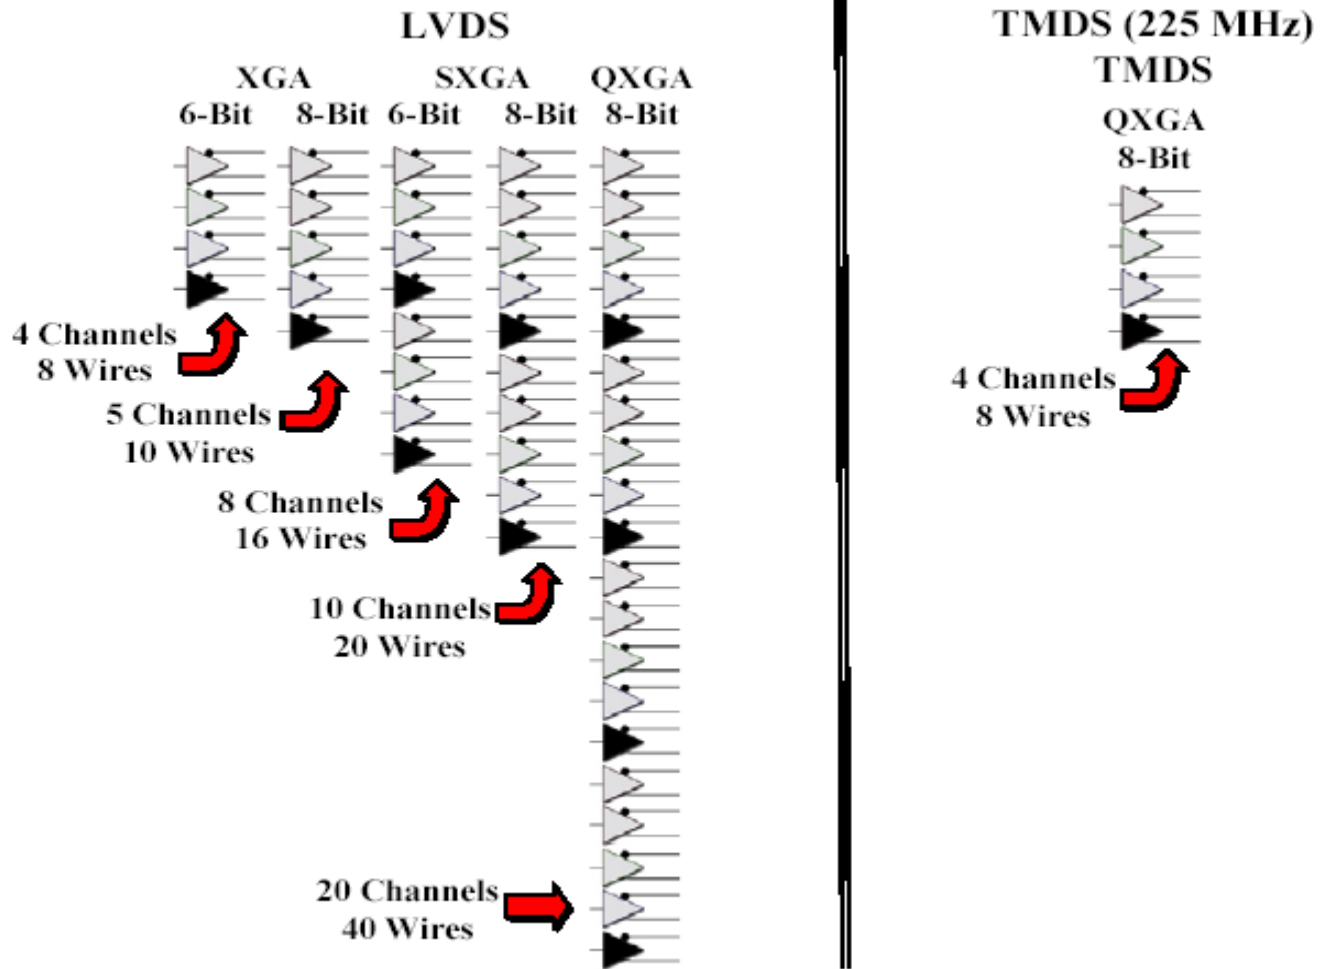 LVDS
XGA
SXGA
QXGA
6-Bit
8-Bit
6-Bit
8-Bit
8-Bit
4 Channels
8 Wires
5 Channels
10 Wires
8 Channels
16 Wires
10 Channels
20 Wires
20 Channels
40 Wires
TMDS (225 MHz)
TMDS
QXGA
8-Bit
4 Channels
8 Wires